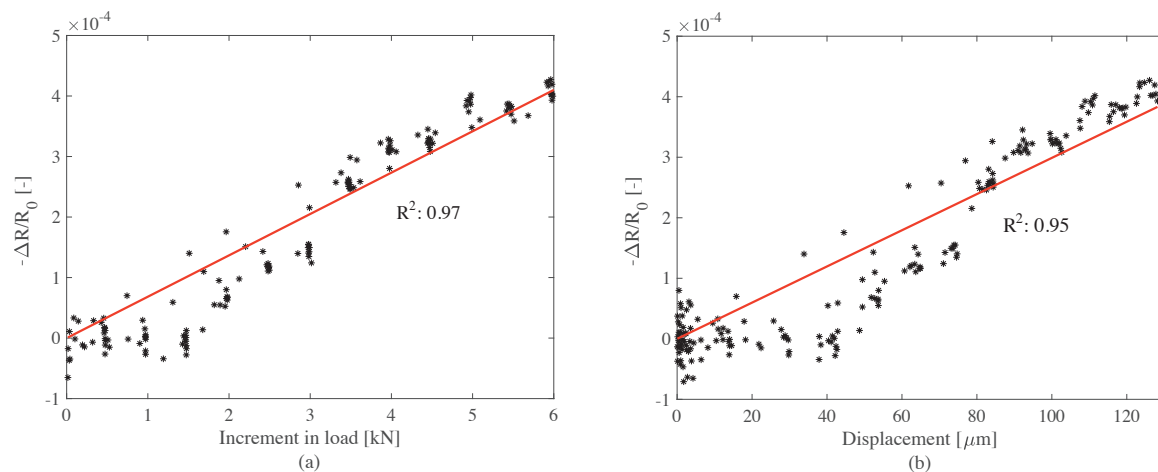 ×10⁻⁴
5
4
3
2
1
0
-1
- ΔR/R₀ [-]
R²: 0.97
0 1 2 3 4 5 6
Increment in load [kN]
(a)
×10⁻⁴
5
4
3
2
1
0
-1
- ΔR/R₀ [-]
R²: 0.95
0 20 40 60 80 100 120
Displacement [μm]
(b)